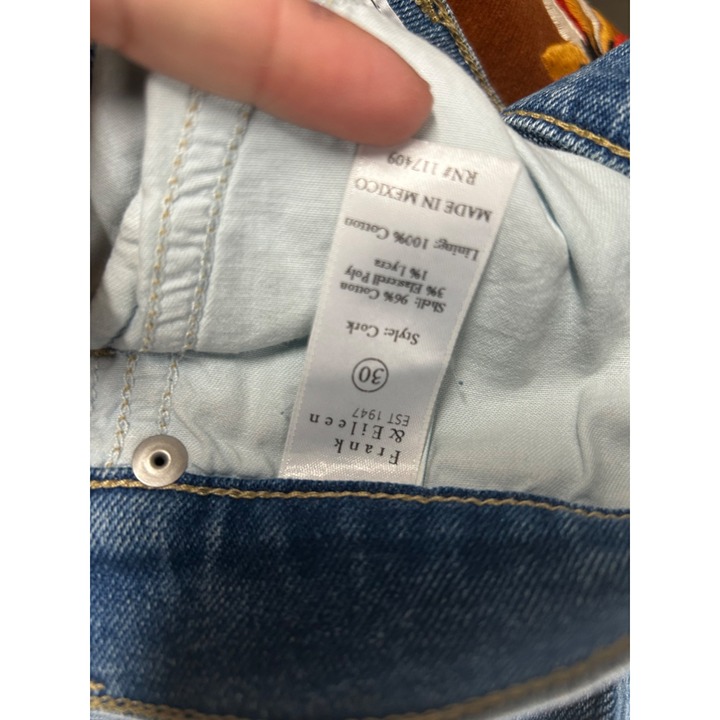 Frank
& Eileen
EST 1947
30
Style: Cork
Shell: 96% Cotton
3% Elasterell Poly
1% Lycra
Lining: 100% Cotton
MADE IN MEXICO
RN# 117409